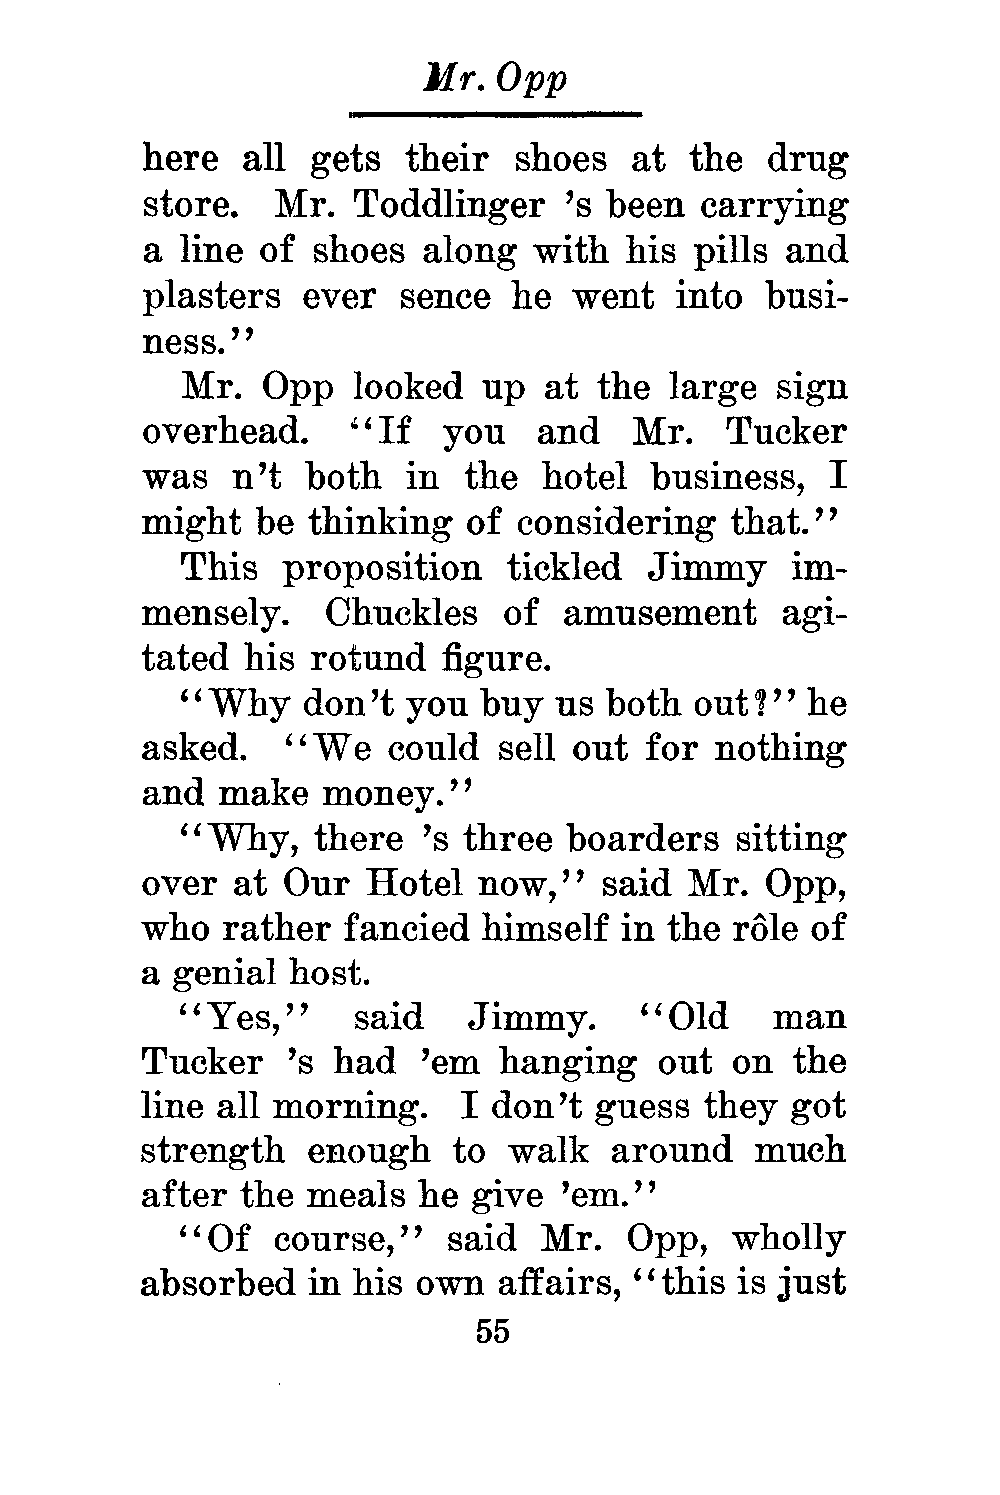 Mr. Opp
here all gets their shoes at the drug
store. Mr. Toddlinger 's been carrying
a line of shoes along with his pills and
plasters ever sence he went into busi-
ness.''
Mr. Opp looked up at the large sign
overhead. ‘‘If you and Mr. Tucker
was n't both in the hotel business, I
might be thinking of considering that.’’
This proposition tickled Jimmy im-
mensely. Chuckles of amusement agi-
tated his rotund figure.
‘‘Why don't you buy us both out?’’ he
asked. ‘‘We could sell out for nothing
and make money.’’
‘‘Why, there 's three boarders sitting
over at Our Hotel now,’’ said Mr. Opp,
who rather fancied himself in the rôle of
a genial host.
‘‘Yes,’’ said Jimmy. ‘‘Old man
Tucker 's had 'em hanging out on the
line all morning. I don't guess they got
strength enough to walk around much
after the meals he give 'em.’’
‘‘Of course,’’ said Mr. Opp, wholly
absorbed in his own affairs, ‘‘this is just
55